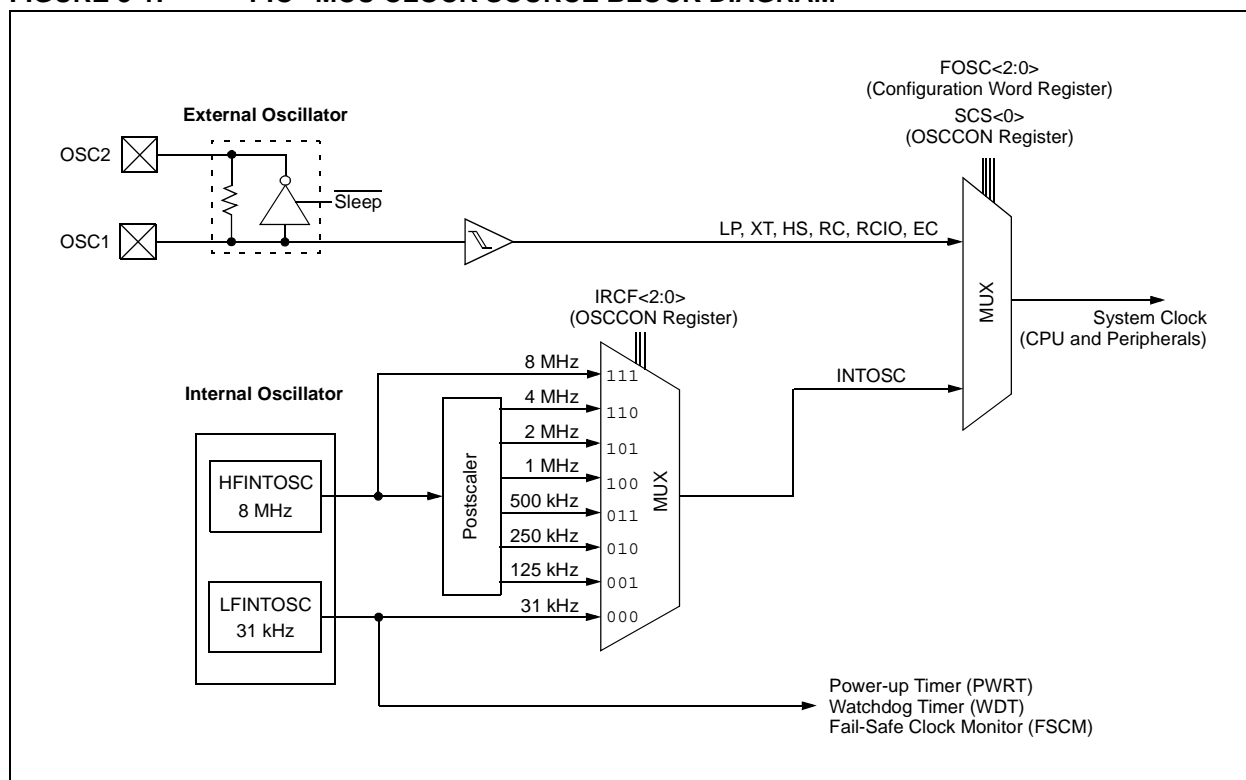 FOSC<2:0>
(Configuration Word Register)
SCS<0>
(OSCCON Register)
External Oscillator
OSC2
Sleep
OSC1
LP, XT, HS, RC, RCIO, EC
IRCF<2:0>
(OSCCON Register)
MUX
System Clock
(CPU and Peripherals)
INTOSC
Internal Oscillator
HFINTOSC
8 MHz
LFINTOSC
31 kHz
Postscaler
8 MHz
4 MHz
2 MHz
1 MHz
500 kHz
250 kHz
125 kHz
31 kHz
111
110
101
100
011
010
001
000
MUX
Power-up Timer (PWRT)
Watchdog Timer (WDT)
Fail-Safe Clock Monitor (FSCM)